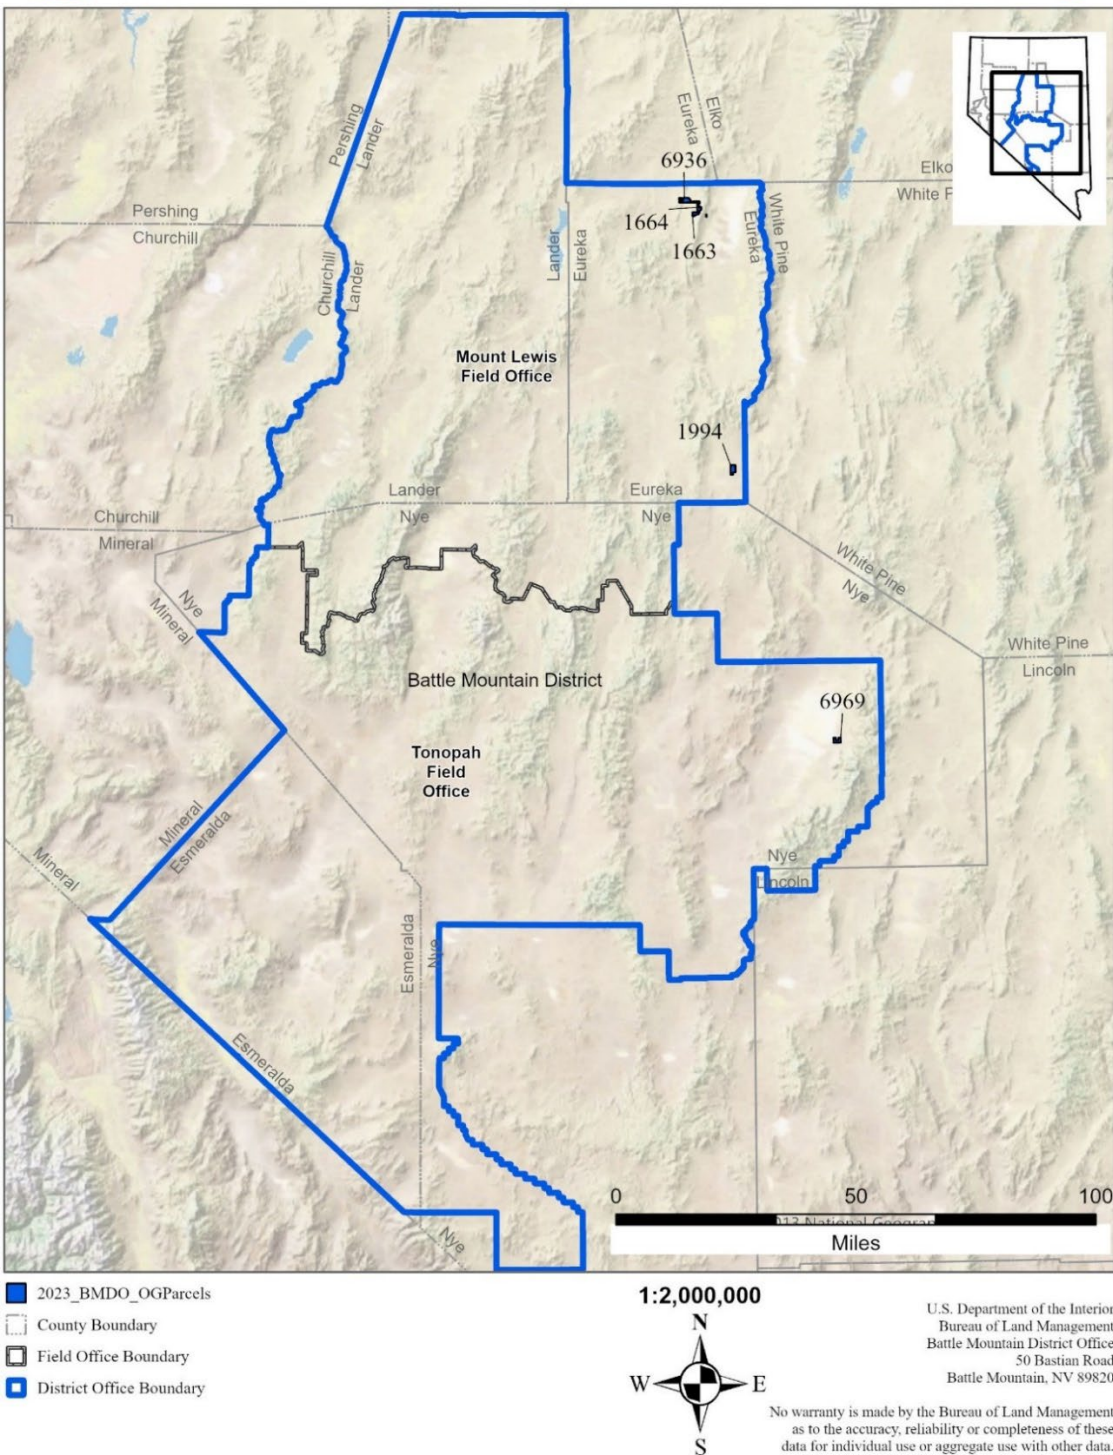 Pershing
Lander
Eureka
Elko
6936
Elko
White P
1664
1663
White Pine
Eureka
Pershing
Churchill
Churchill
Lander
Lander
Eureka
Mount Lewis
Field Office
1994
Lander
Nye
Eureka
Nye
Churchill
Mineral
White Pine
Nye
Nye
Mineral
White Pine
Lincoln
Battle Mountain District
6969
Tonopah
Field
Office
Mineral
Esmeralda
Mineral
Nye
Lincoln
Esmeralda
Nye
Esmeralda
Nye
0 50 100
Miles
2023_BMDO_OGParcels
County Boundary
Field Office Boundary
District Office Boundary
1:2,000,000
N
W E
S
U.S. Department of the Interior
Bureau of Land Management
Battle Mountain District Office
50 Bastian Road
Battle Mountain, NV 89820
No warranty is made by the Bureau of Land Management
as to the accuracy, reliability or completeness of these
data for individual use or aggregate use with other data.